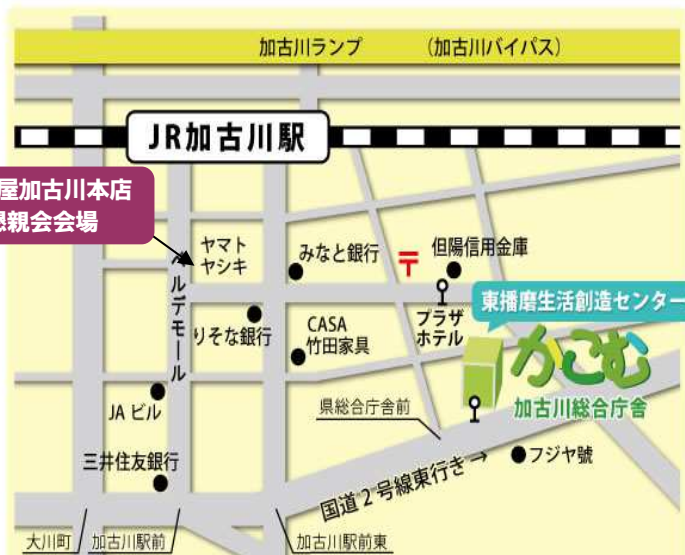 加古川ランプ （加古川バイパス）
JR加古川駅
屋加古川本店
懇親会会場
ヤマト
ヤシキ
みなと銀行
〒
但陽信用金庫
ベルデモール
りそな銀行
CASA
竹田家具
プラザ
ホテル
東播磨生活創造センター
かこむ
加古川総合庁舎
JA ビル
県総合庁舎前
三井住友銀行
国道２号線東行き→
フジヤ號
大川町
加古川駅前
加古川駅前東